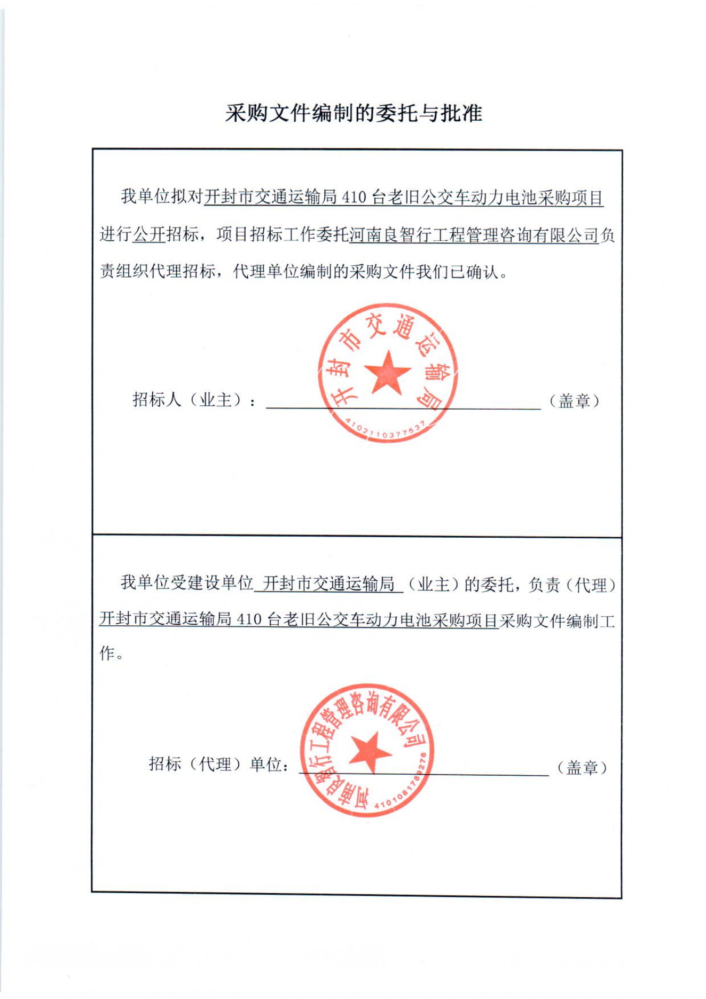 采购文件编制的委托与批准
我单位拟对开封市交通运输局410台老旧公交车动力电池采购项目
进行公开招标，项目招标工作委托河南良智行工程管理咨询有限公司负
责组织代理招标，代理单位编制的采购文件我们已确认。
开封市交通运输局
招标人（业主）：（盖章）
4102110377537
我单位受建设单位 开封市交通运输局 （业主）的委托，负责（代理）
开封市交通运输局410台老旧公交车动力电池采购项目采购文件编制工
作。
河南良智行工程管理咨询有限公司
招标（代理）单位：（盖章）
4101081789276